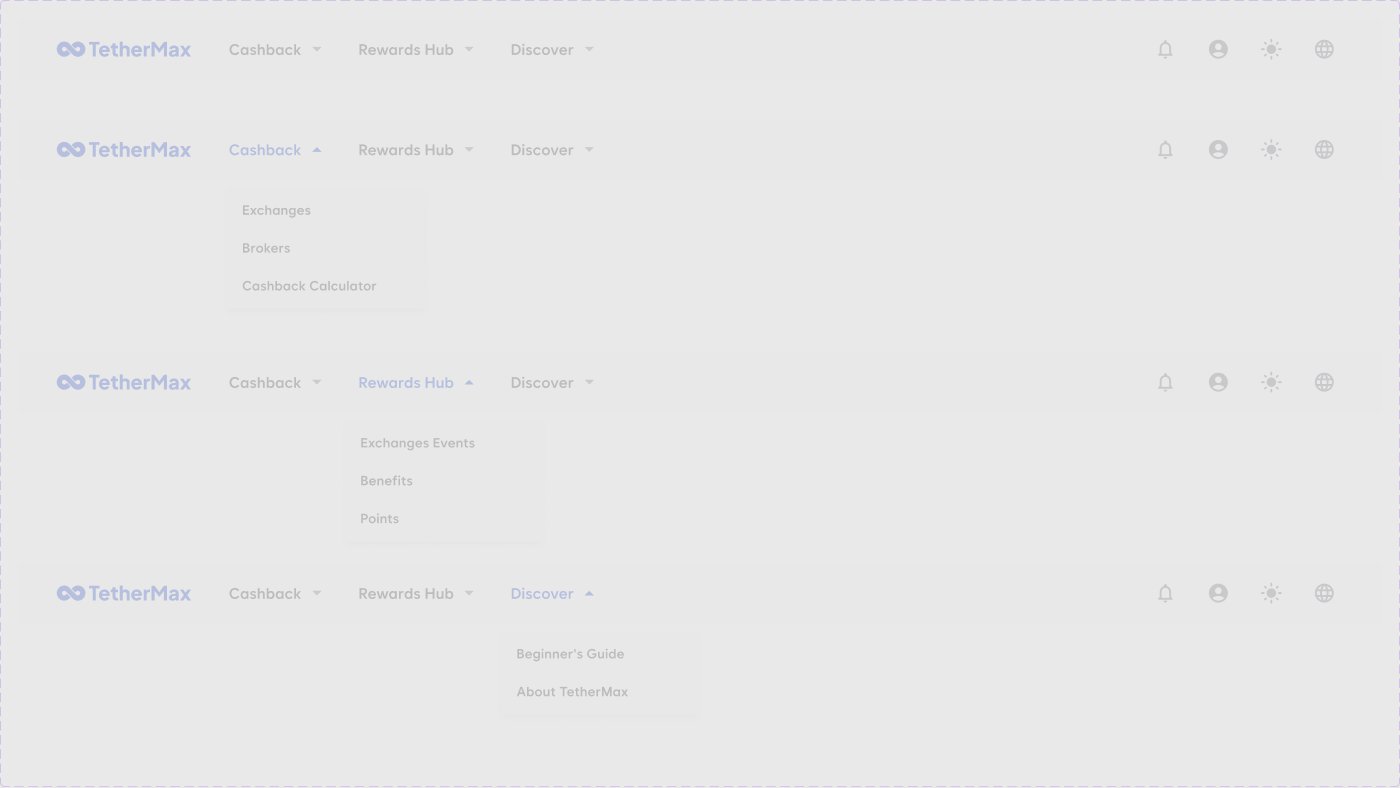 TetherMax Cashback Rewards Hub Discover
TetherMax Cashback Rewards Hub Discover
Exchanges
Brokers
Cashback Calculator
TetherMax Cashback Rewards Hub Discover
Exchanges Events
Benefits
Points
TetherMax Cashback Rewards Hub Discover
Beginner's Guide
About TetherMax